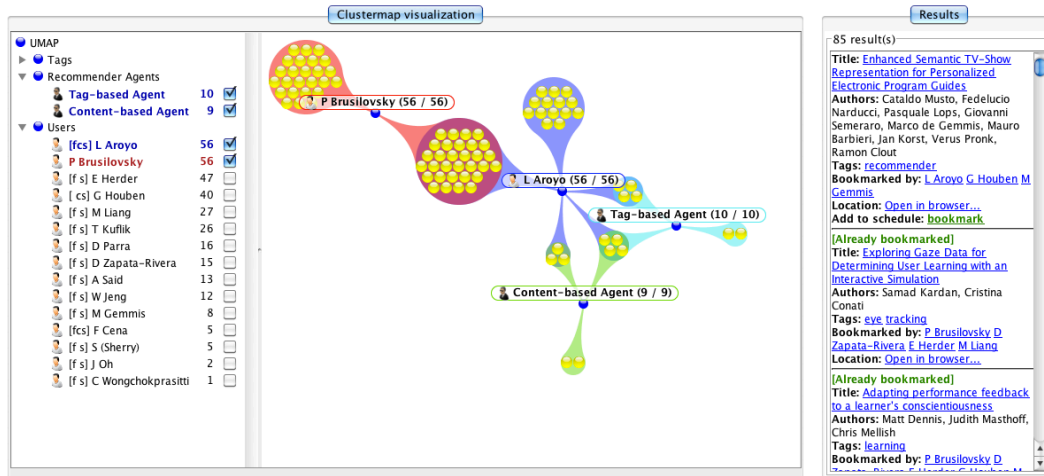 Clustermap visualization
UMAP
Tags
Recommender Agents
Tag-based Agent 10
Content-based Agent 9
Users
[fcs] L Aroyo 56
P Brusilovsky 56
[f s] E Herder 47
[ cs] G Houben 40
[f s] M Liang 27
[f s] T Kuflik 26
[f s] D Parra 16
[f s] D Zapata-Rivera 15
[f s] A Said 13
[f s] W Jeng 12
[f s] M Gemmis 8
[fcs] F Cena 5
[f s] S (Sherry) 5
[f s] J Oh 2
[f s] C Wongchokprasitti 1
P Brusilovsky (56 / 56)
L Aroyo (56 / 56)
Tag-based Agent (10 / 10)
Content-based Agent (9 / 9)
Results
85 result(s)
Title: Enhanced Semantic TV-Show
Representation for Personalized
Electronic Program Guides
Authors: Cataldo Musto, Fedelucio
Narducci, Pasquale Lops, Giovanni
Semeraro, Marco de Gemmis, Mauro
Barbieri, Jan Korst, Verus Pronk,
Ramon Clout
Tags: recommender
Bookmarked by: L Aroyo G Houben M
Gemmis
Location: Open in browser...
Add to schedule: bookmark
[Already bookmarked]
Title: Exploring Gaze Data for
Determining User Learning with an
Interactive Simulation
Authors: Samad Kardan, Cristina
Conati
Tags: eye tracking
Bookmarked by: P Brusilovsky D
Zapata-Rivera E Herder M Liang
Location: Open in browser...
[Already bookmarked]
Title: Adapting performance feedback
to a learner's conscientiousness
Authors: Matt Dennis, Judith Masthoff,
Chris Mellish
Tags: learning
Bookmarked by: P Brusilovsky D
Zapata-Rivera E Herder G Houben M